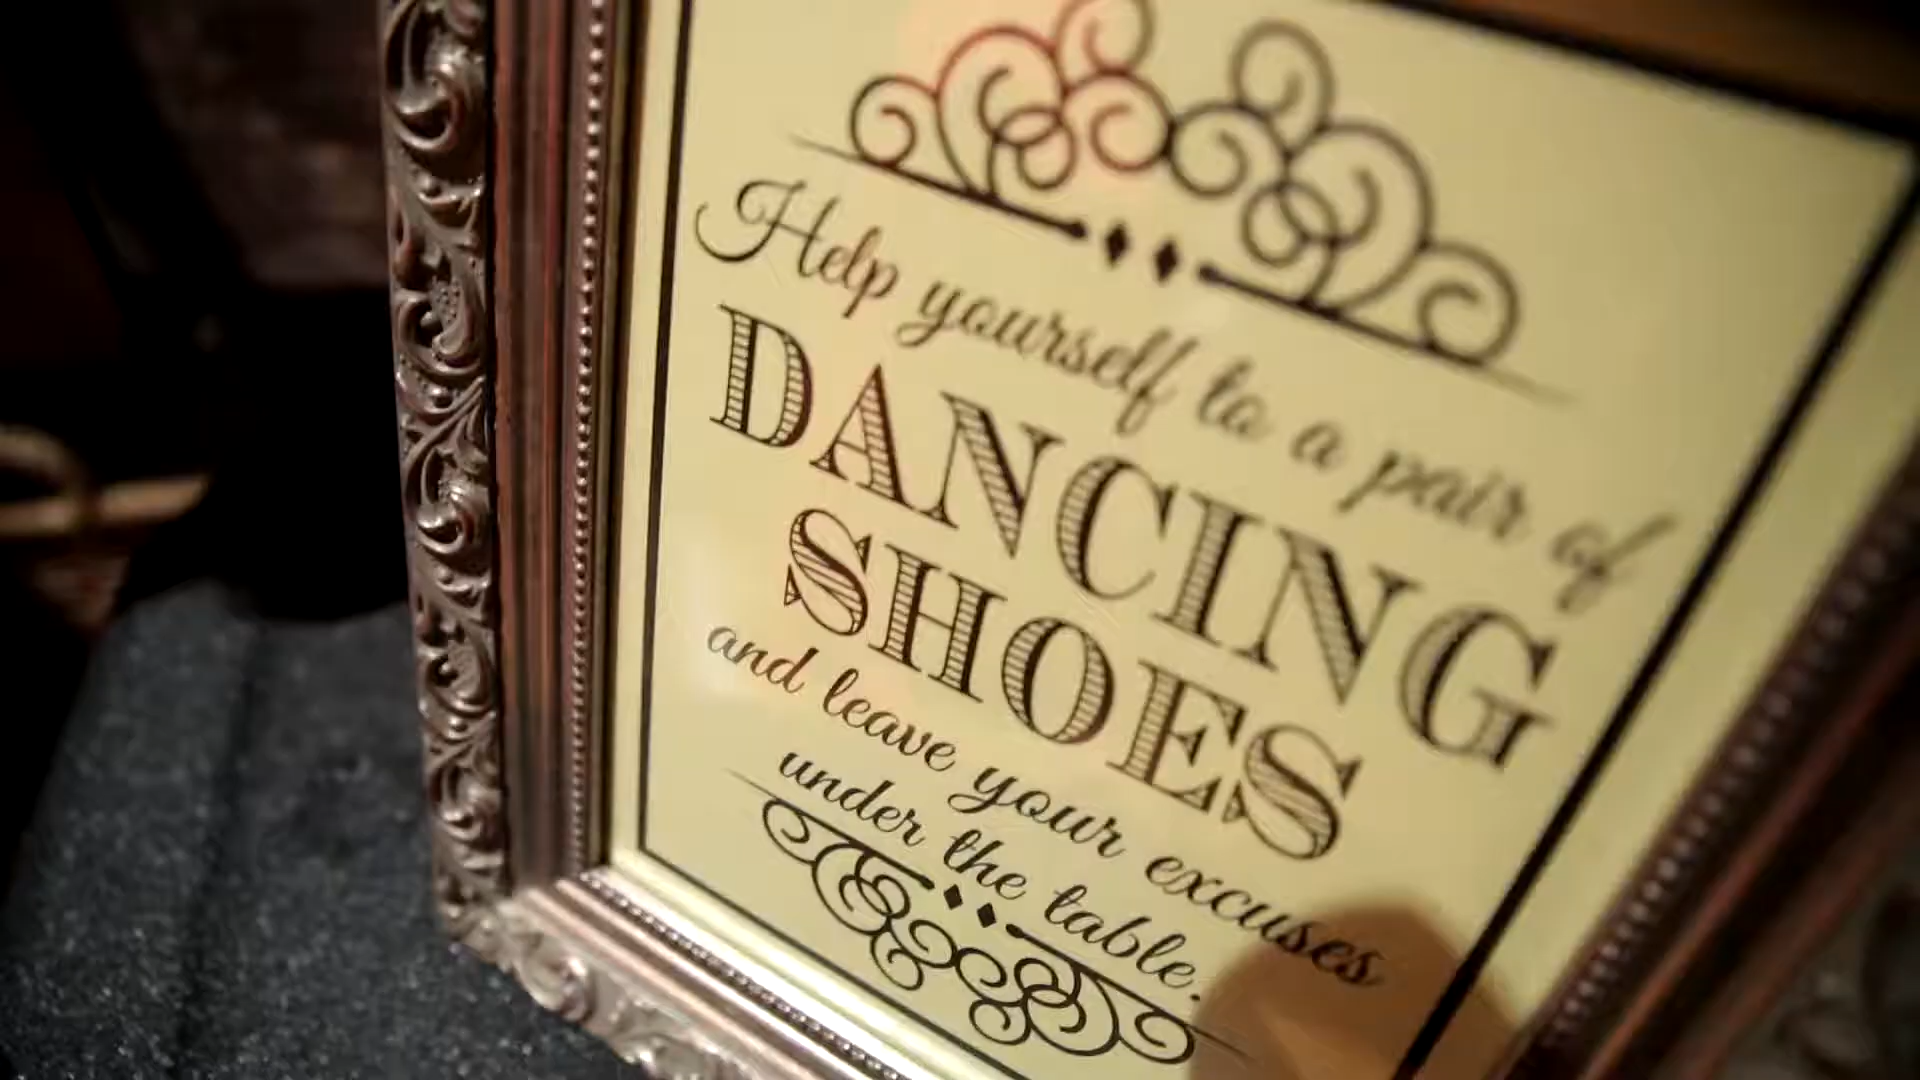 Help yourself to a pair of
DANCING
SHOES
and leave your excuses
under the table.